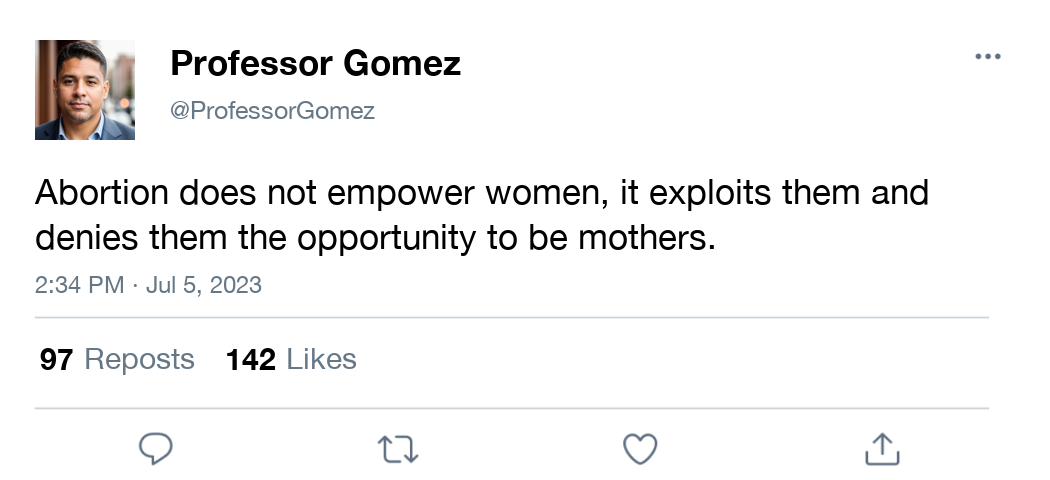 Professor Gomez
@ProfessorGomez
Abortion does not empower women, it exploits them and
denies them the opportunity to be mothers.
2:34 PM · Jul 5, 2023
97 Reposts 142 Likes